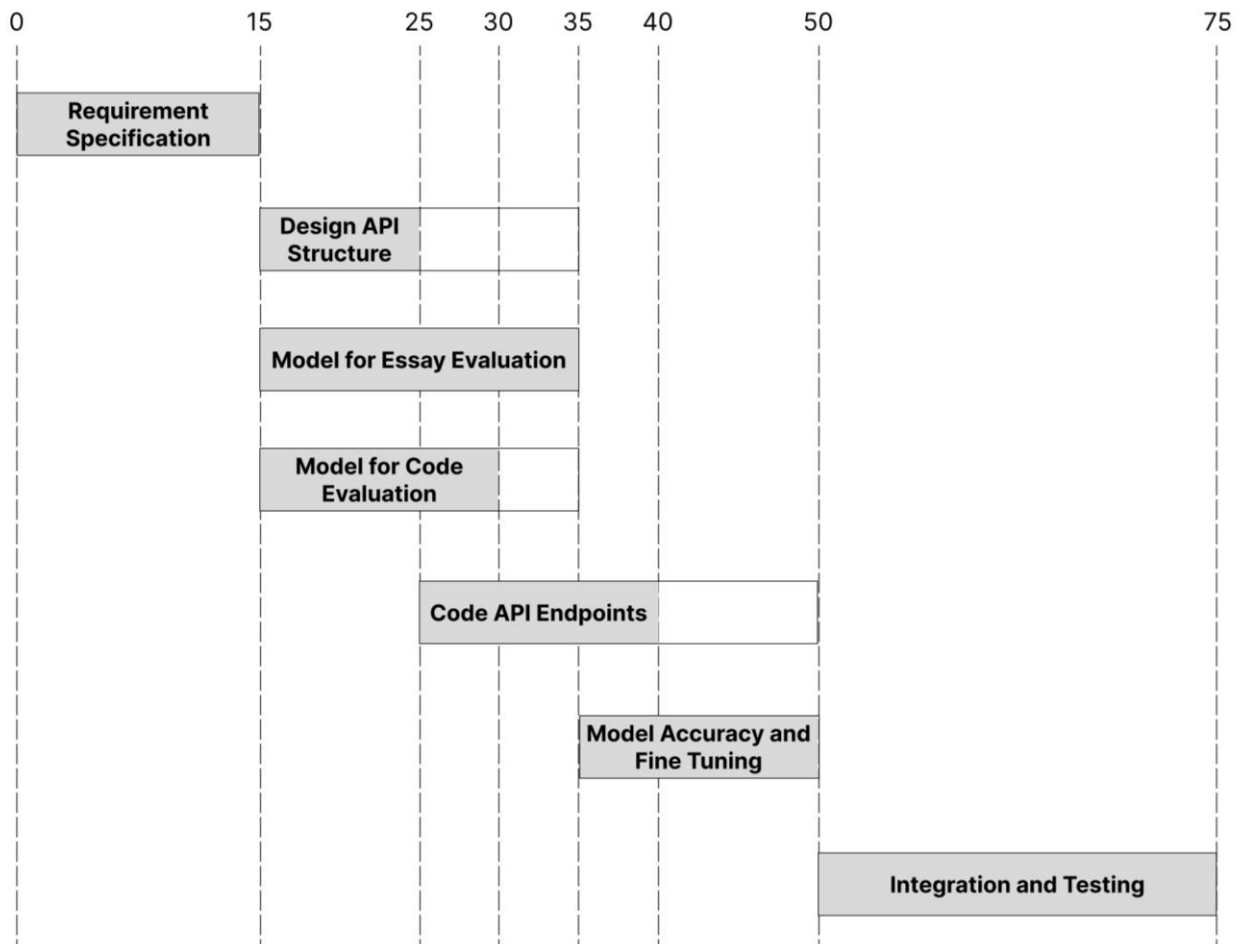 0 15 25 30 35 40 50 75
Requirement
Specification
Design API
Structure
Model for Essay Evaluation
Model for Code
Evaluation
Code API Endpoints
Model Accuracy and
Fine Tuning
Integration and Testing